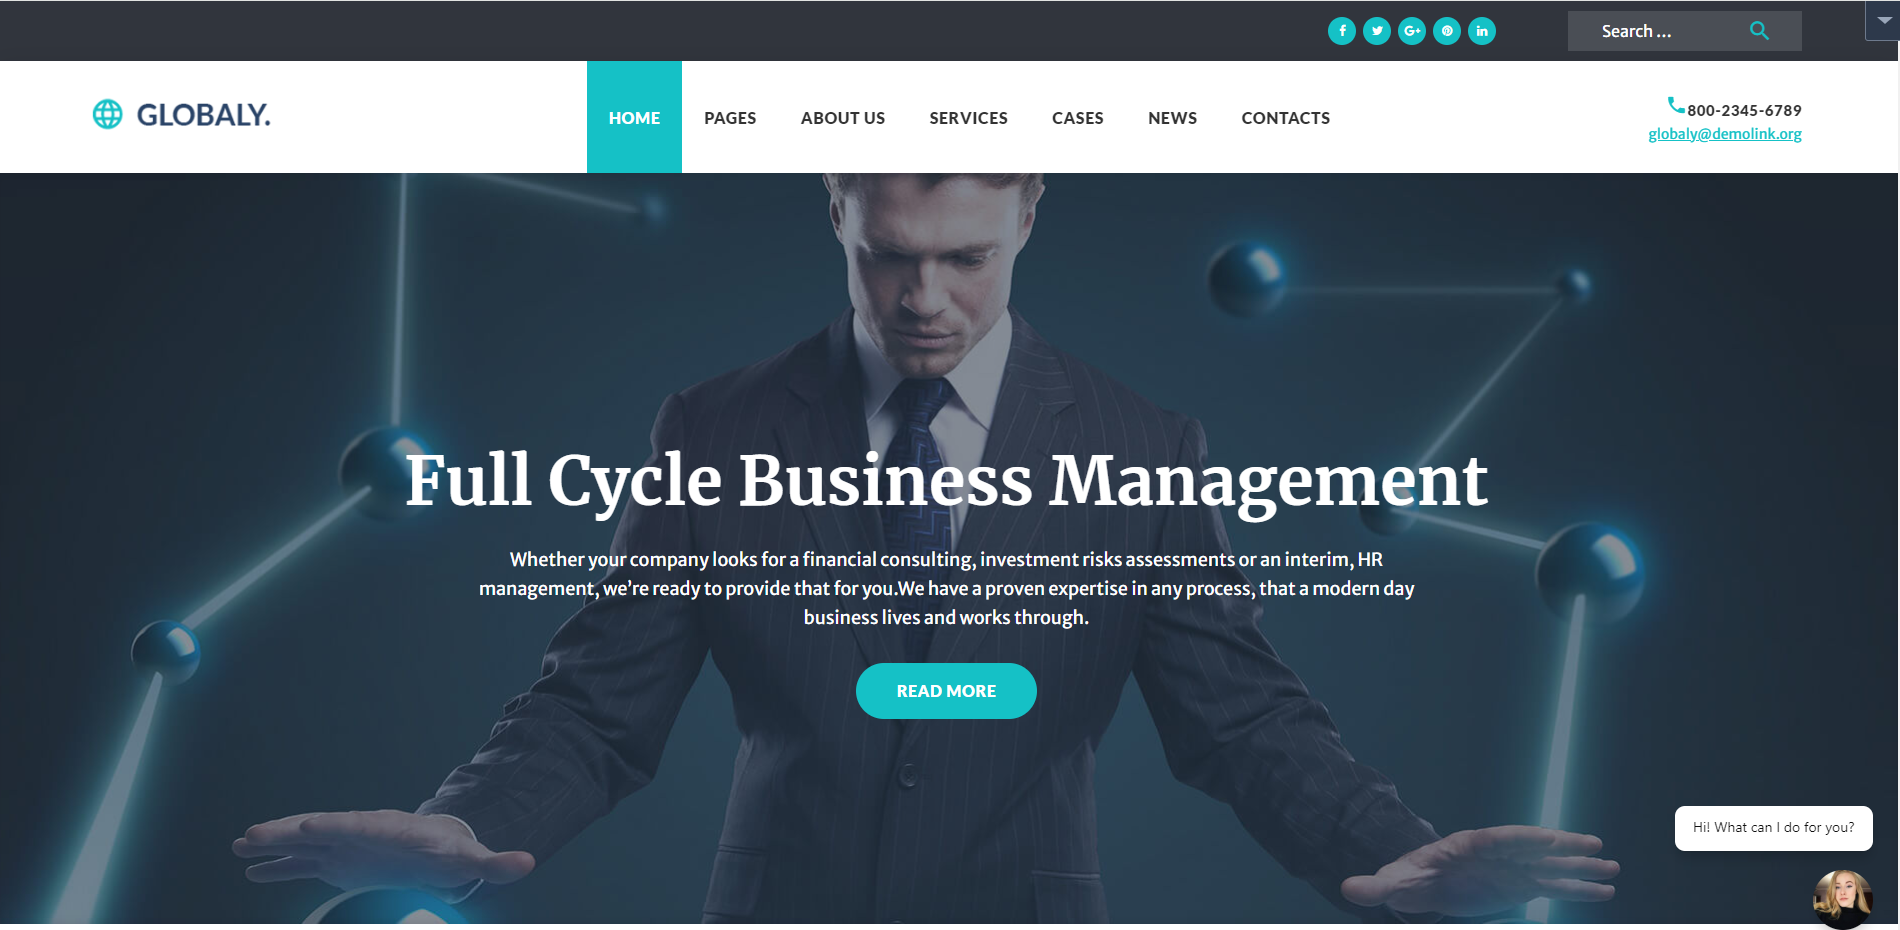 Search ...
GLOBALY.
HOME PAGES ABOUT US SERVICES CASES NEWS CONTACTS
800-2345-6789
globaly@demolink.org
Full Cycle Business Management
Whether your company looks for a financial consulting, investment risks assessments or an interim, HR
management, we’re ready to provide that for you.We have a proven expertise in any process, that a modern day
business lives and works through.
READ MORE
Hi! What can I do for you?